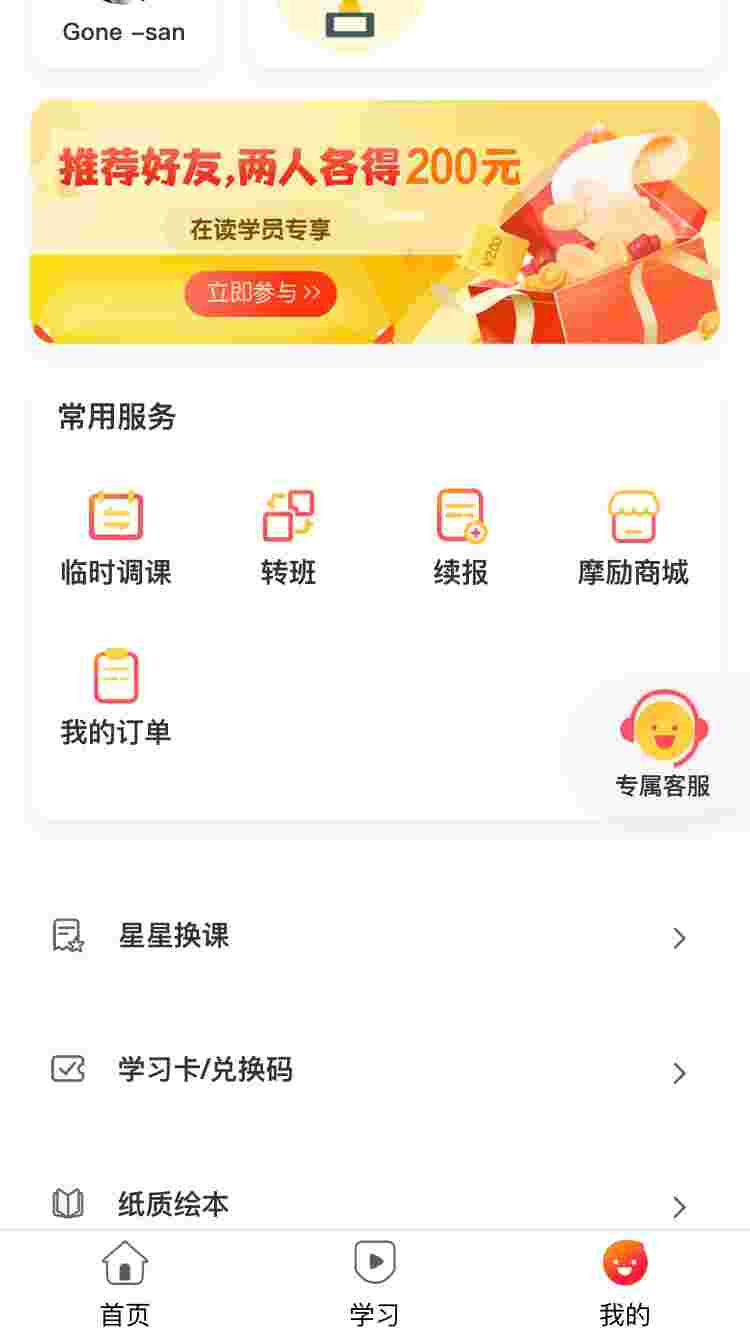 Gone –san
推荐好友,两人各得200元
在读学员专享
¥200
立即参与>>
常用服务
临时调课
转班
续报
摩励商城
我的订单
专属客服
星星换课
学习卡/兑换码
纸质绘本
首页
学习
我的